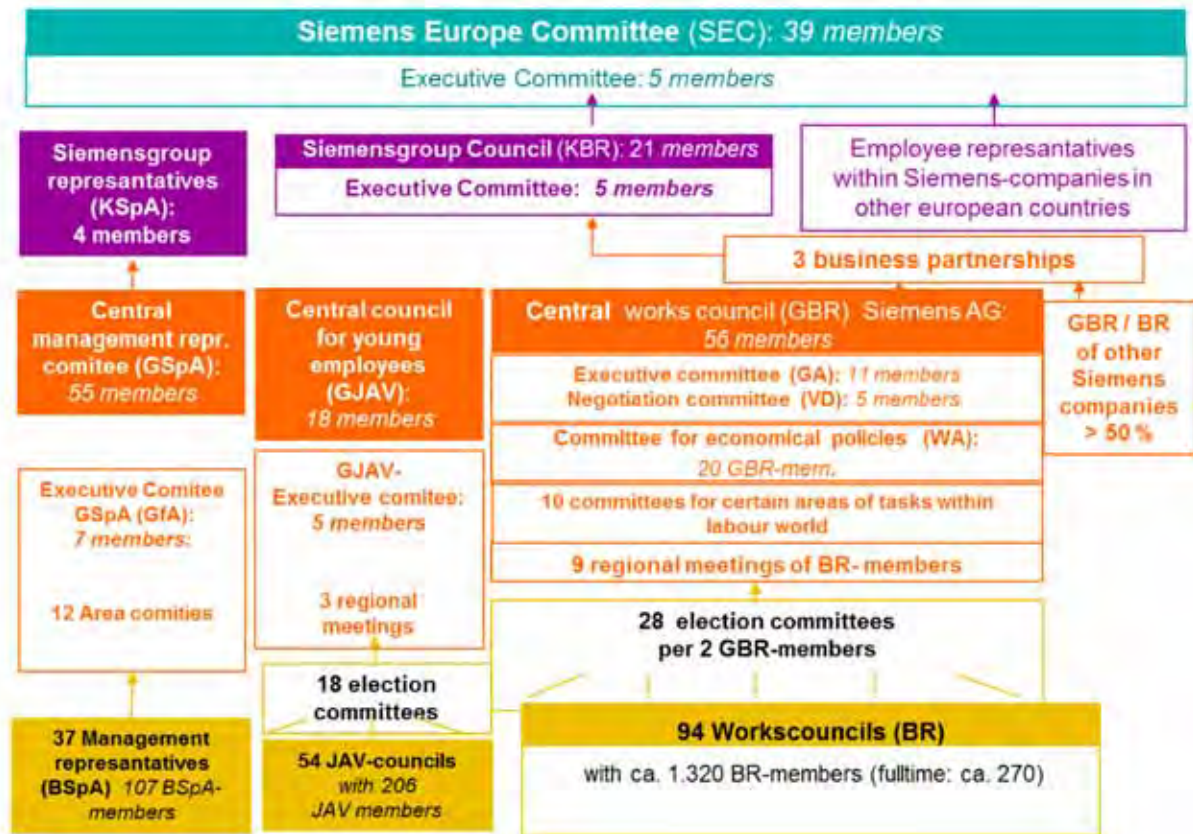 Siemens Europe Committee (SEC): 39 members
Executive Committee: 5 members
Siemensgroup
represantatives
(KSpA):
4 members
Siemensgroup Council (KBR): 21 members
Executive Committee: 5 members
Employee represantatives
within Siemens-companies in
other european countries
3 business partnerships
Central
management repr.
comitee (GSpA):
55 members
Central council
for young
employees
(GJAV):
18 members
Central works council (GBR) Siemens AG:
56 members
Executive committee (GA): 11 members
Negotiation committee (VD): 5 members
Committee for economical policies (WA):
20 GBR-mem.
10 committees for certain areas of tasks within
labour world
9 regional meetings of BR- members
GBR / BR
of other
Siemens
companies
> 50 %
Executive Comitee
GSpA (GfA):
7 members:
12 Area comities
GJAV-
Executive comitee:
5 members
3 regional
meetings
28 election committees
per 2 GBR-members
18 election
committees
37 Management
represantatives
(BSpA) 107 BSpA-
members
54 JAV-councils
with 206
JAV members
94 Workscouncils (BR)
with ca. 1.320 BR-members (fulltime: ca. 270)